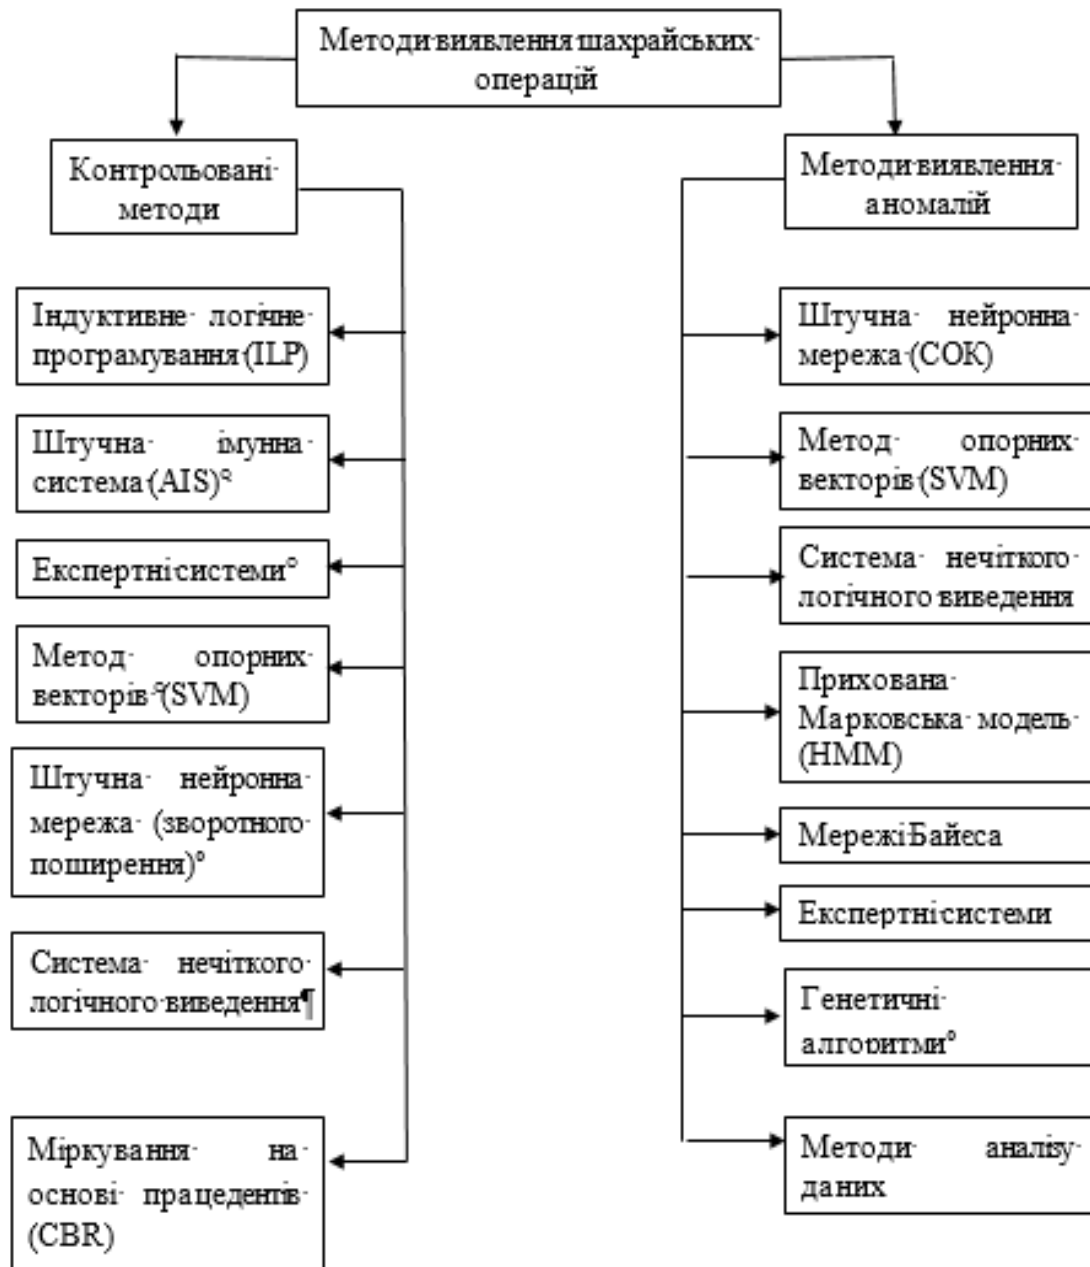 Методи виявлення шахрайських
операцій
Контрольовані
методи
Індуктивне логічне
програмування (ILP)
Штучна імунна
система (AIS)
Експертні системи
Метод опорних
векторів (SVM)
Штучна нейронна
мережа (зворотного
поширення)
Система нечіткого
логічного виведення¶
Міркування на
основі працедентів
(CBR)
Методи виявлення
аномалій
Штучна нейронна
мережа (СОК)
Метод опорних
векторів (SVM)
Система нечіткого
логічного виведення
Прихована
Марковська модель
(HMM)
Мережі Байєса
Експертні системи
Генетичні
алгоритми
Методи аналізу
даних